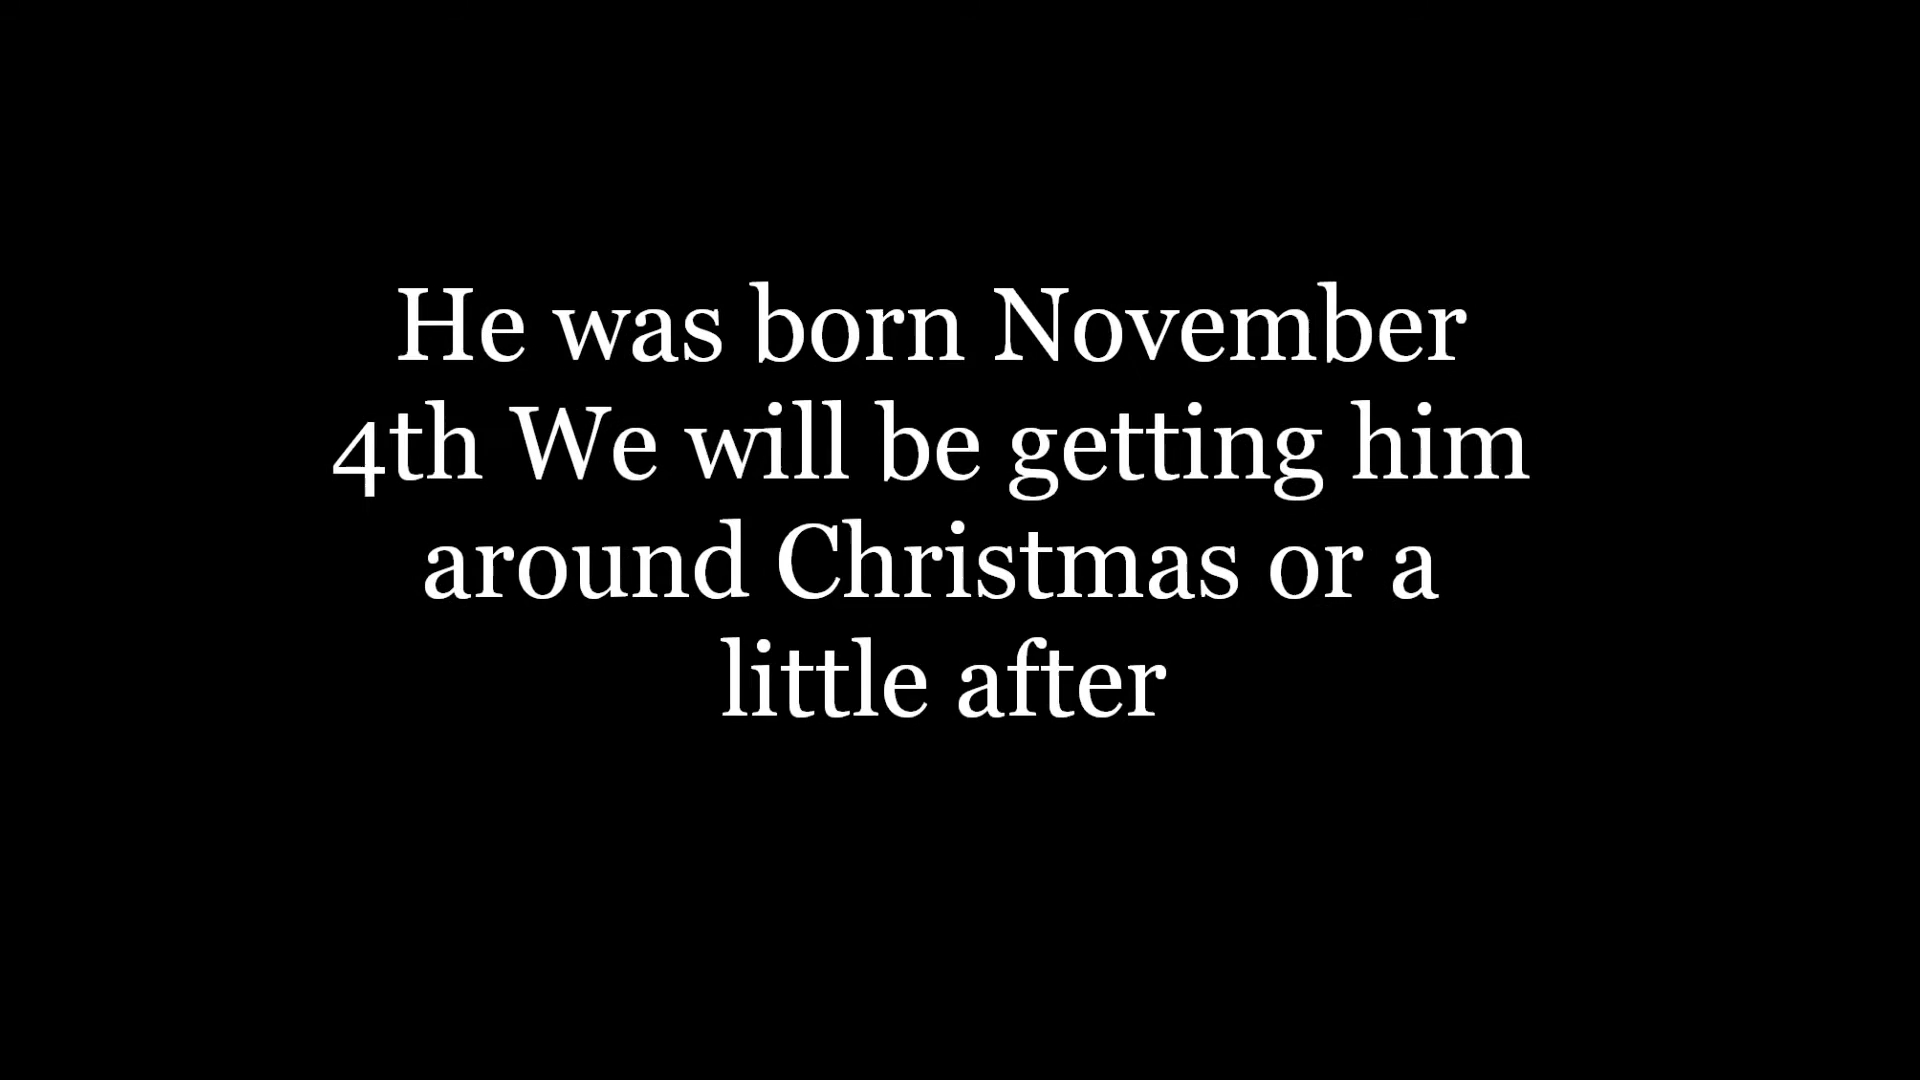 He was born November
4th We will be getting him
around Christmas or a
little after